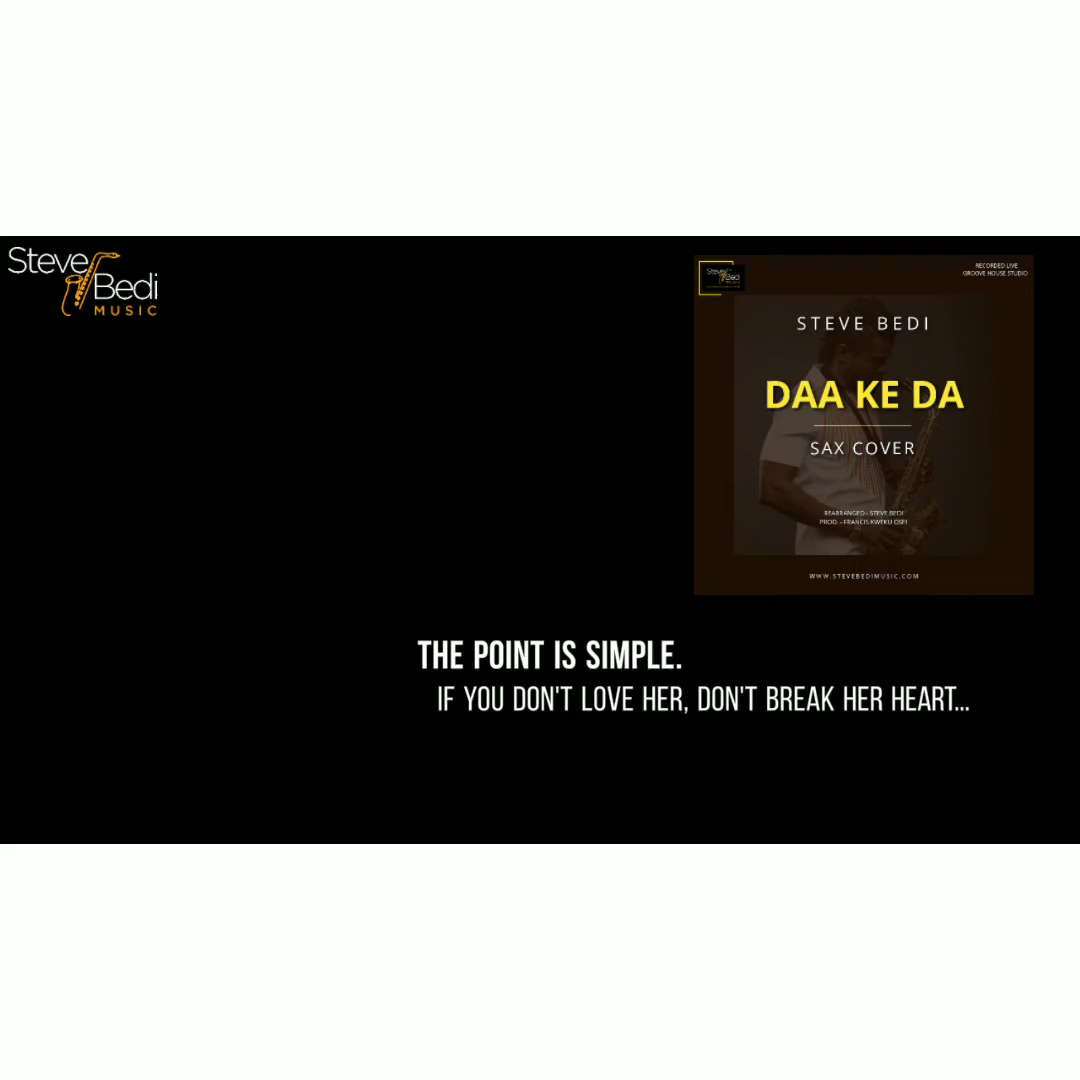 Steve
Bedi
MUSIC
RECORDED LIVE
GROOVE HOUSE STUDIO
Steve
Bedi
STEVE BEDI
DAA KE DA
SAX COVER
REARRANGED - STEVE BEDI
PROD. - FRANCIS KWEKU OSEI
WWW.STEVEBEDIMUSIC.COM
THE POINT IS SIMPLE.
IF YOU DON'T LOVE HER, DON'T BREAK HER HEART...